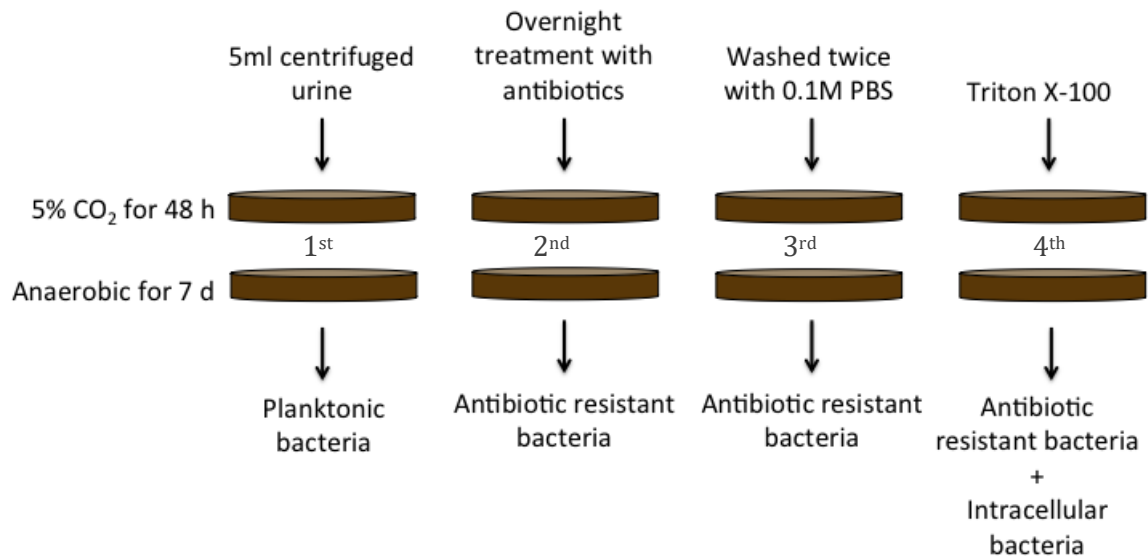 5ml centrifuged
urine
Overnight
treatment with
antibiotics
Washed twice
with 0.1M PBS
Triton X-100
5% CO₂ for 48 h
1st
2nd
3rd
4th
Anaerobic for 7 d
Planktonic
bacteria
Antibiotic resistant
bacteria
Antibiotic resistant
bacteria
Antibiotic
resistant bacteria
+
Intracellular
bacteria